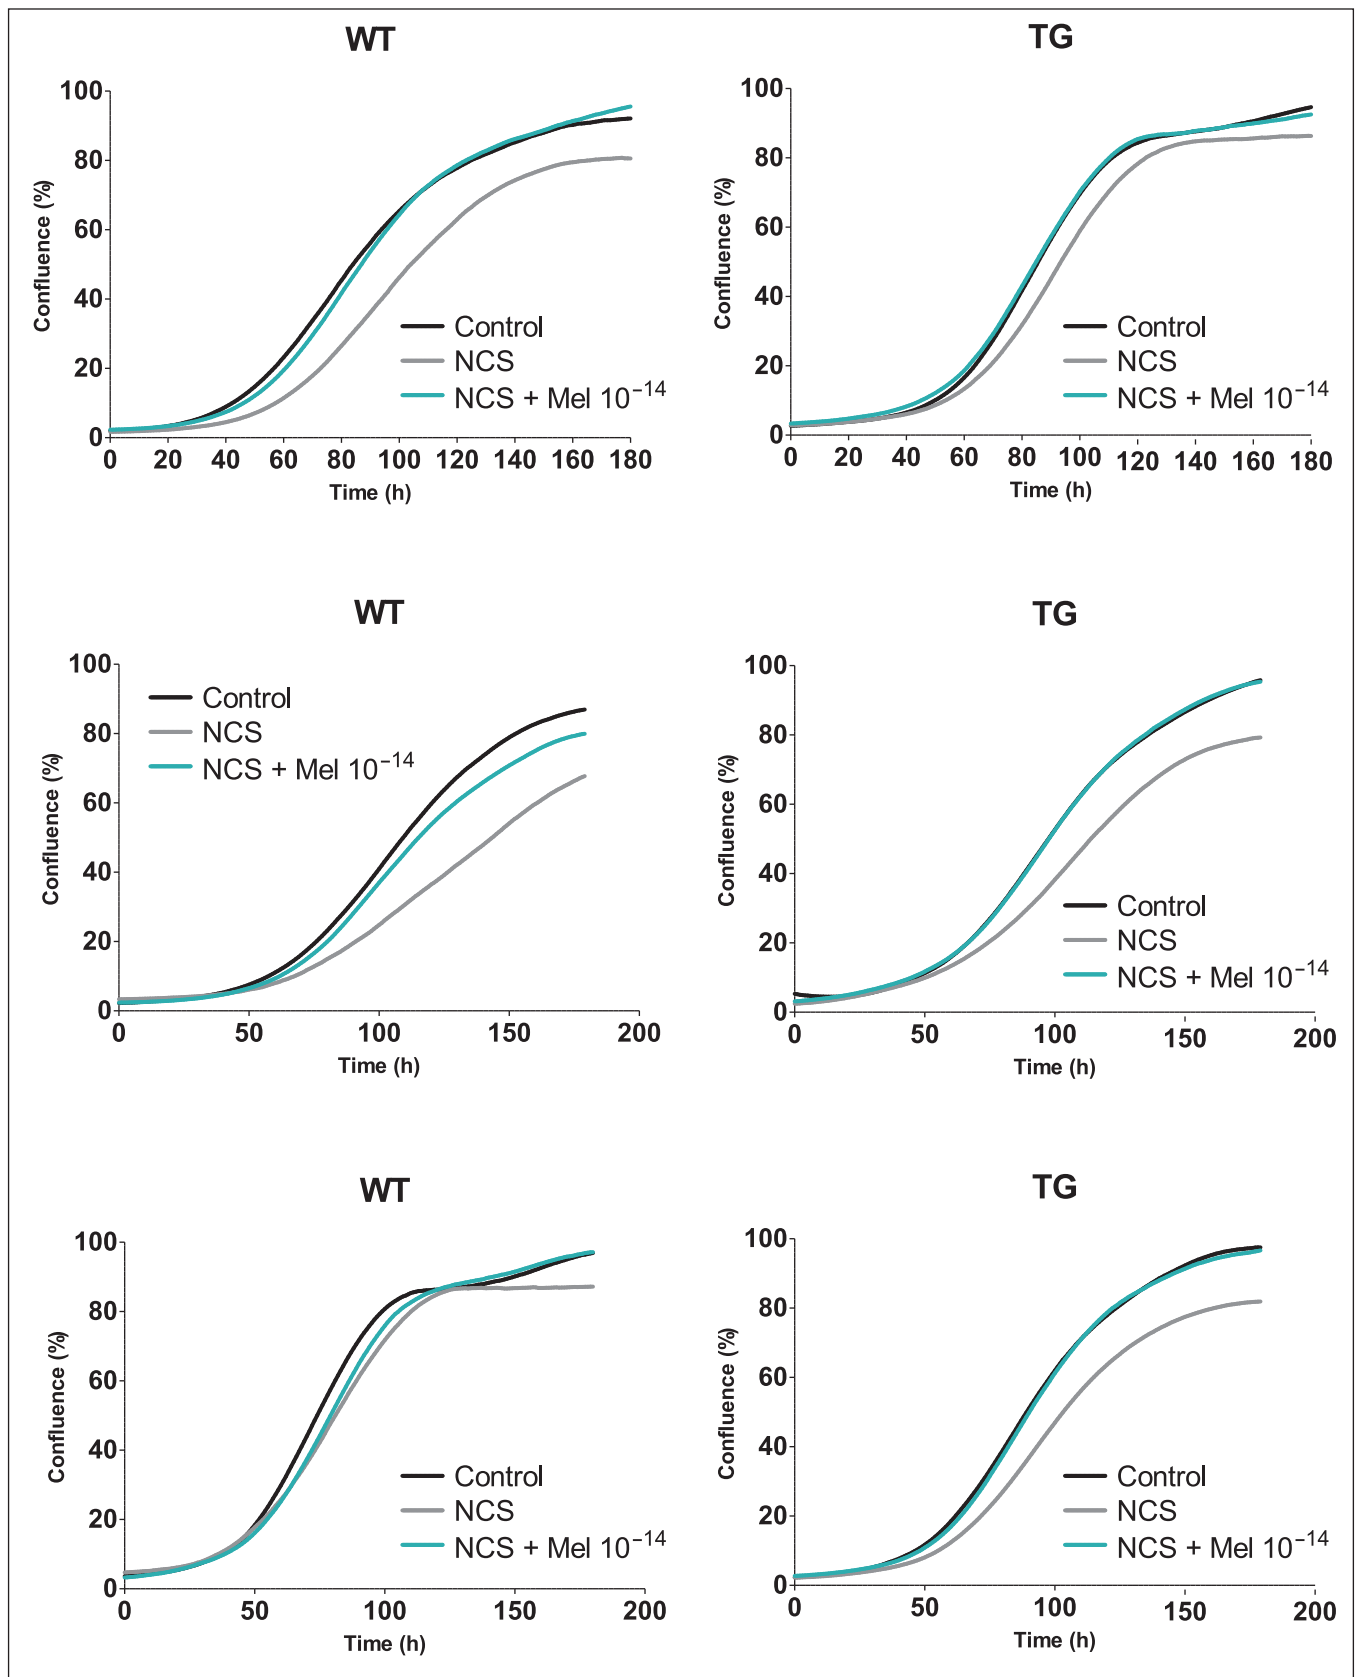 WT
100
80
60
40
20
0
Confluence (%)
Control
NCS
NCS + Mel 10⁻¹⁴
0 20 40 60 80 100 120 140 160 180
Time (h)
TG
100
80
60
40
20
0
Confluence (%)
Control
NCS
NCS + Mel 10⁻¹⁴
0 20 40 60 80 100 120 140 160 180
Time (h)
WT
100
80
60
40
20
0
Confluence (%)
Control
NCS
NCS + Mel 10⁻¹⁴
0 50 100 150 200
Time (h)
TG
100
80
60
40
20
0
Confluence (%)
Control
NCS
NCS + Mel 10⁻¹⁴
0 50 100 150 200
Time (h)
WT
100
80
60
40
20
0
Confluence (%)
Control
NCS
NCS + Mel 10⁻¹⁴
0 50 100 150 200
Time (h)
TG
100
80
60
40
20
0
Confluence (%)
Control
NCS
NCS + Mel 10⁻¹⁴
0 50 100 150 200
Time (h)